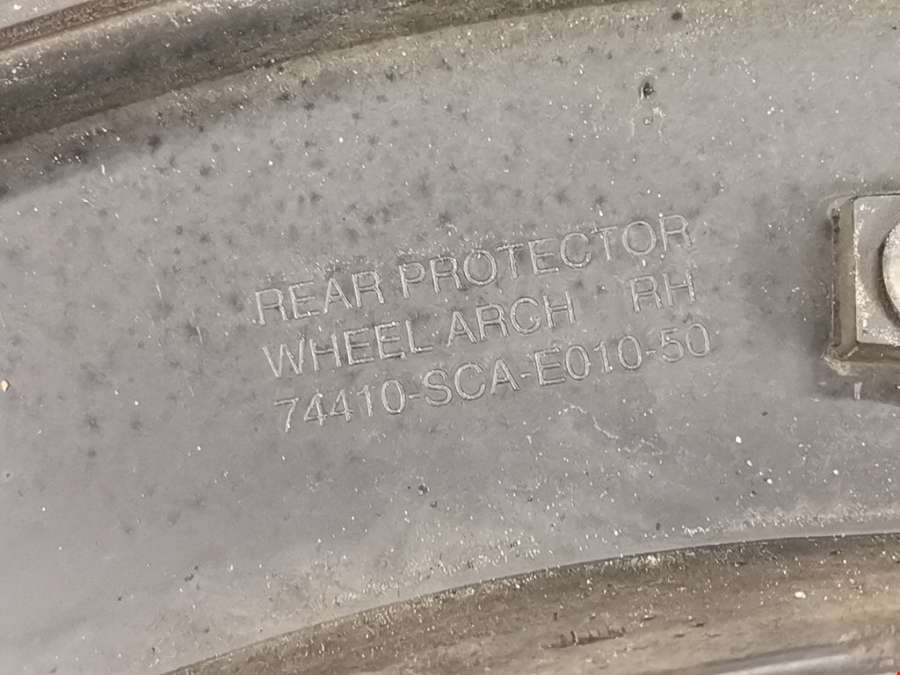 REAR PROTECTOR
WHEEL ARCH RH
74410-SCA-E010-50